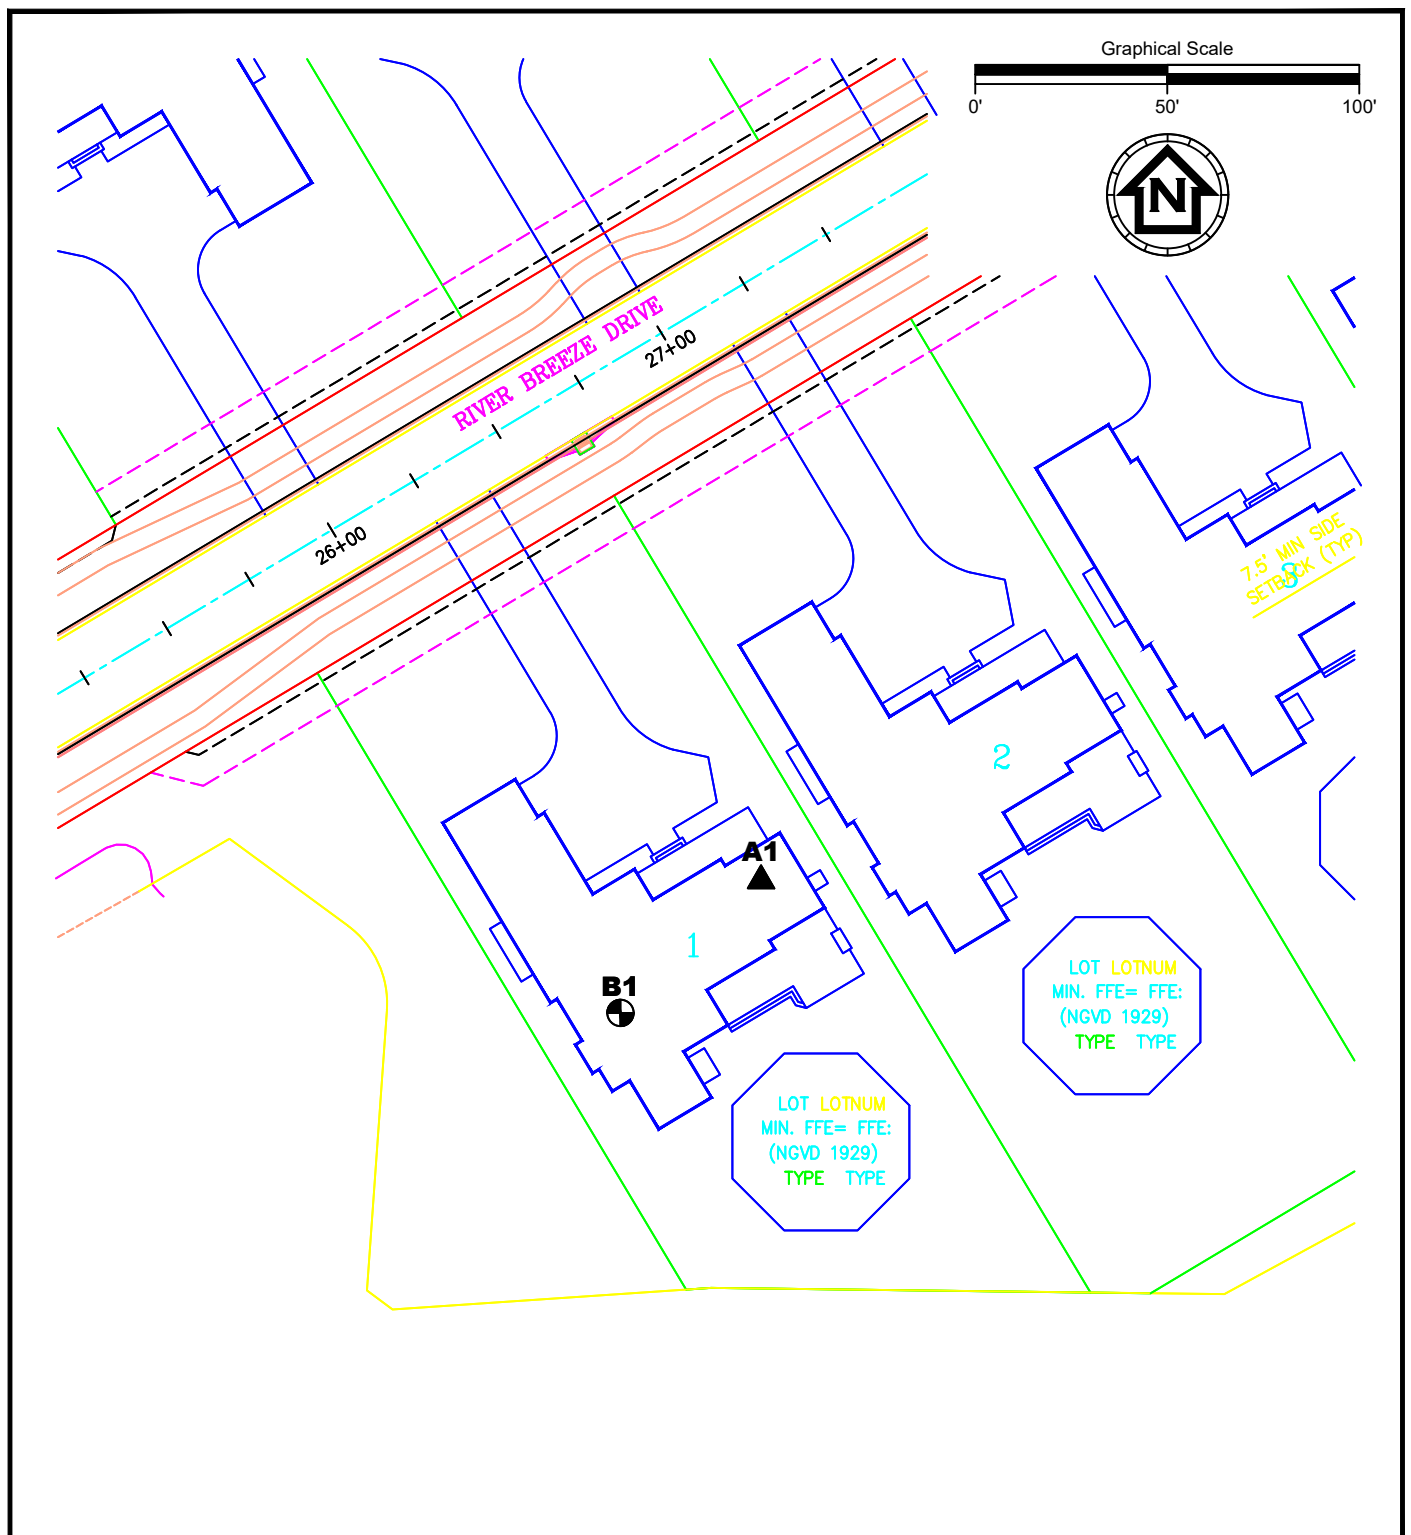 Graphical Scale
0' 50' 100'
N
RIVER BREEZE DRIVE
27+00
26+00
7.5' MIN SIDE
SETBACK (TYP)
3
2
A1
1
B1
LOT LOTNUM
MIN. FFE= FFE:
(NGVD 1929)
TYPE TYPE
LOT LOTNUM
MIN. FFE= FFE:
(NGVD 1929)
TYPE TYPE